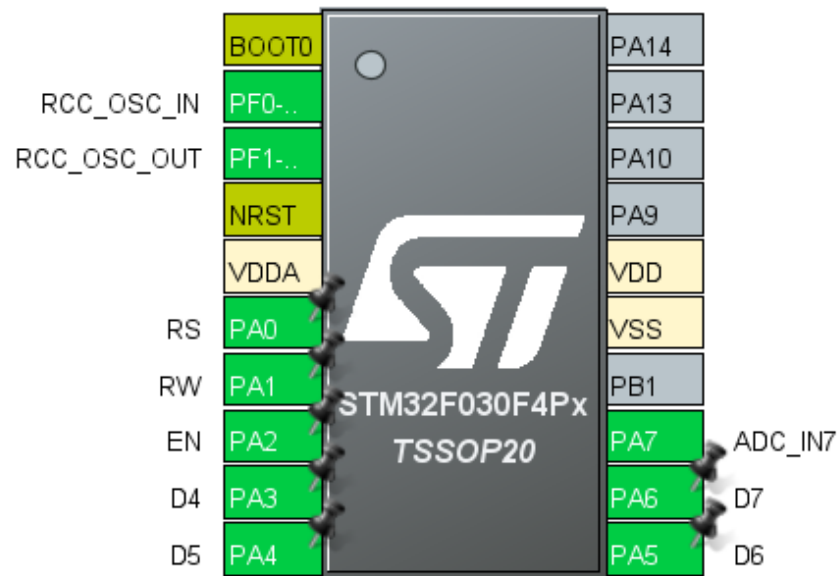 BOOT0 PA14
RCC_OSC_IN PF0-.. PA13
RCC_OSC_OUT PF1-.. PA10
NRST PA9
VDDA VDD
RS PA0 VSS
RW PA1 STM32F030F4Px PB1
EN PA2 TSSOP20 PA7 ADC_IN7
D4 PA3 PA6 D7
D5 PA4 PA5 D6